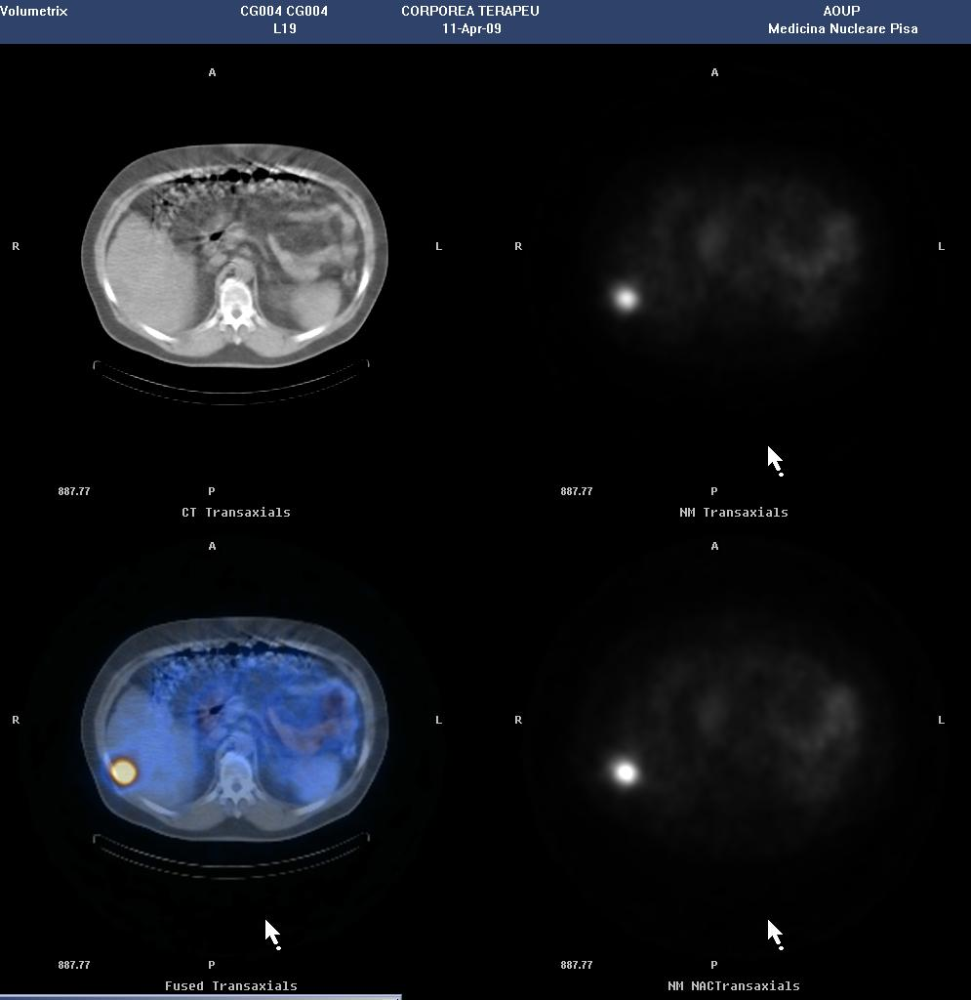 Volumetrix CG004 CG004 CORPOREA TERAPEU AOUP
L19 11-Apr-09 Medicina Nucleare Pisa
A A
R L R L
887.77 P 887.77 P
CT Transaxials NM Transaxials
A A
R L R L
887.77 P 887.77 P
Fused Transaxials NM NACTransaxials